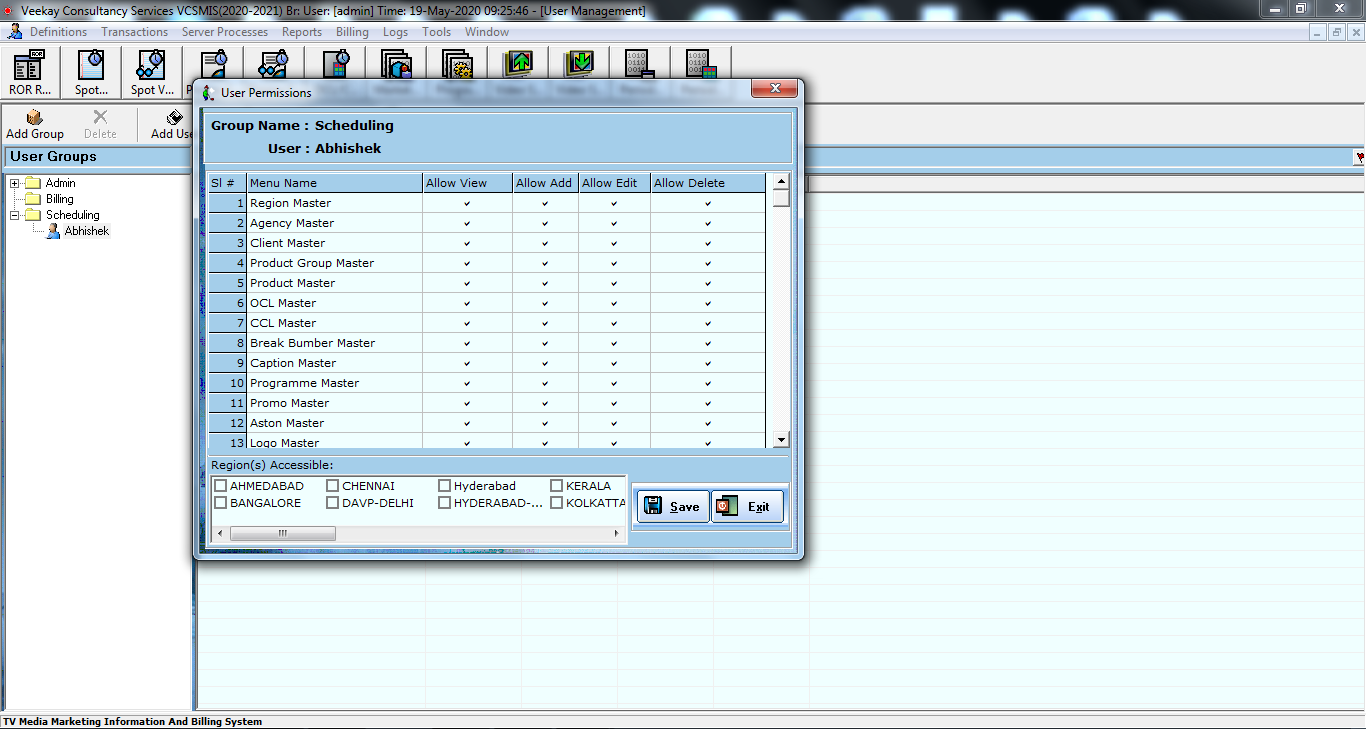 Veekay Consultancy Services VCSMIS(2020-2021) Br: User: [admin] Time: 19-May-2020 09:25:46 - [User Management]
Definitions Transactions Server Processes Reports Billing Logs Tools Window
ROR R... Spot... Spot V...
Add Group Delete Add Use
User Groups
Admin
Billing
Scheduling
Abhishek
User Permissions
Group Name : Scheduling
User : Abhishek
Sl # Menu Name Allow View Allow Add Allow Edit Allow Delete
1 Region Master
2 Agency Master
3 Client Master
4 Product Group Master
5 Product Master
6 OCL Master
7 CCL Master
8 Break Bumber Master
9 Caption Master
10 Programme Master
11 Promo Master
12 Aston Master
13 Logo Master
Region(s) Accessible:
AHMEDABAD CHENNAI Hyderabad KERALA
BANGALORE DAVP-DELHI HYDERABAD-... KOLKATTA
Save Exit
TV Media Marketing Information And Billing System